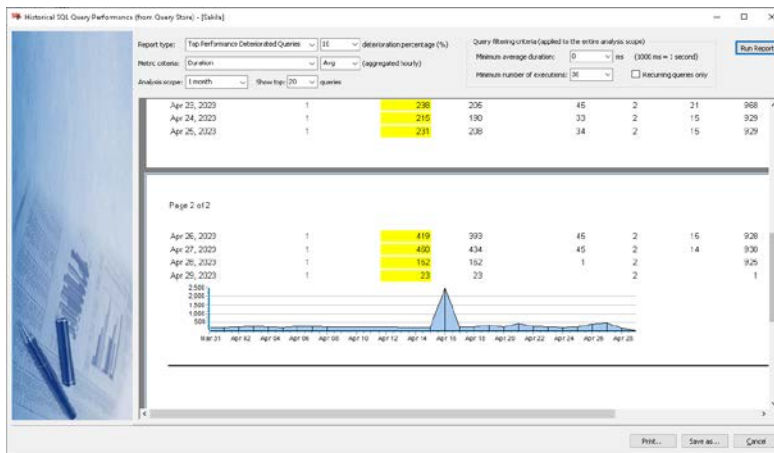 Historical SQL Query Performance (from Query Store) - [Sakila]
Report type: Top Performance Deteriorated Queries 10 deterioration percentage (%)
Metric criteria: Duration Avg (aggregated hourly)
Analysis scope: 1 month Show top: 20 queries
Query filtering criteria (applied to the entire analysis scope)
Minimum average duration: 0 ms (1000 ms = 1 second)
Minimum number of executions: 30 Recurring queries only
Run Report
Apr 23, 2023 1 238 205 45 2 21 968
Apr 24, 2023 1 215 190 33 2 15 929
Apr 25, 2023 1 231 208 34 2 15 929
Page 2 of 2
Apr 26, 2023 1 419 393 45 2 15 928
Apr 27, 2023 1 460 434 45 2 14 930
Apr 28, 2023 1 162 162 1 2 925
Apr 29, 2023 1 23 23 2 1
2,500
2,000
1,500
1,000
500
Mar 31 Apr 02 Apr 04 Apr 06 Apr 08 Apr 10 Apr 12 Apr 14 Apr 16 Apr 18 Apr 20 Apr 22 Apr 24 Apr 26 Apr 28
Print... Save as... Cancel